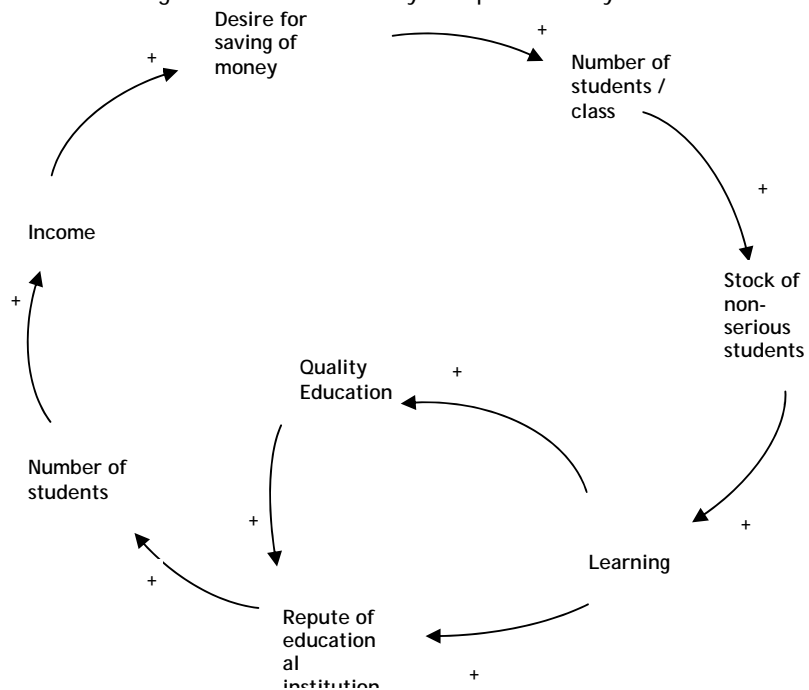 Desire for
saving of
money
+
+
Number of
students /
class
+
Income
+
Stock of
non-
serious
students
Quality
Education
+
Number of
students
+
+
Learning
+
Repute of
education
al
institution
+